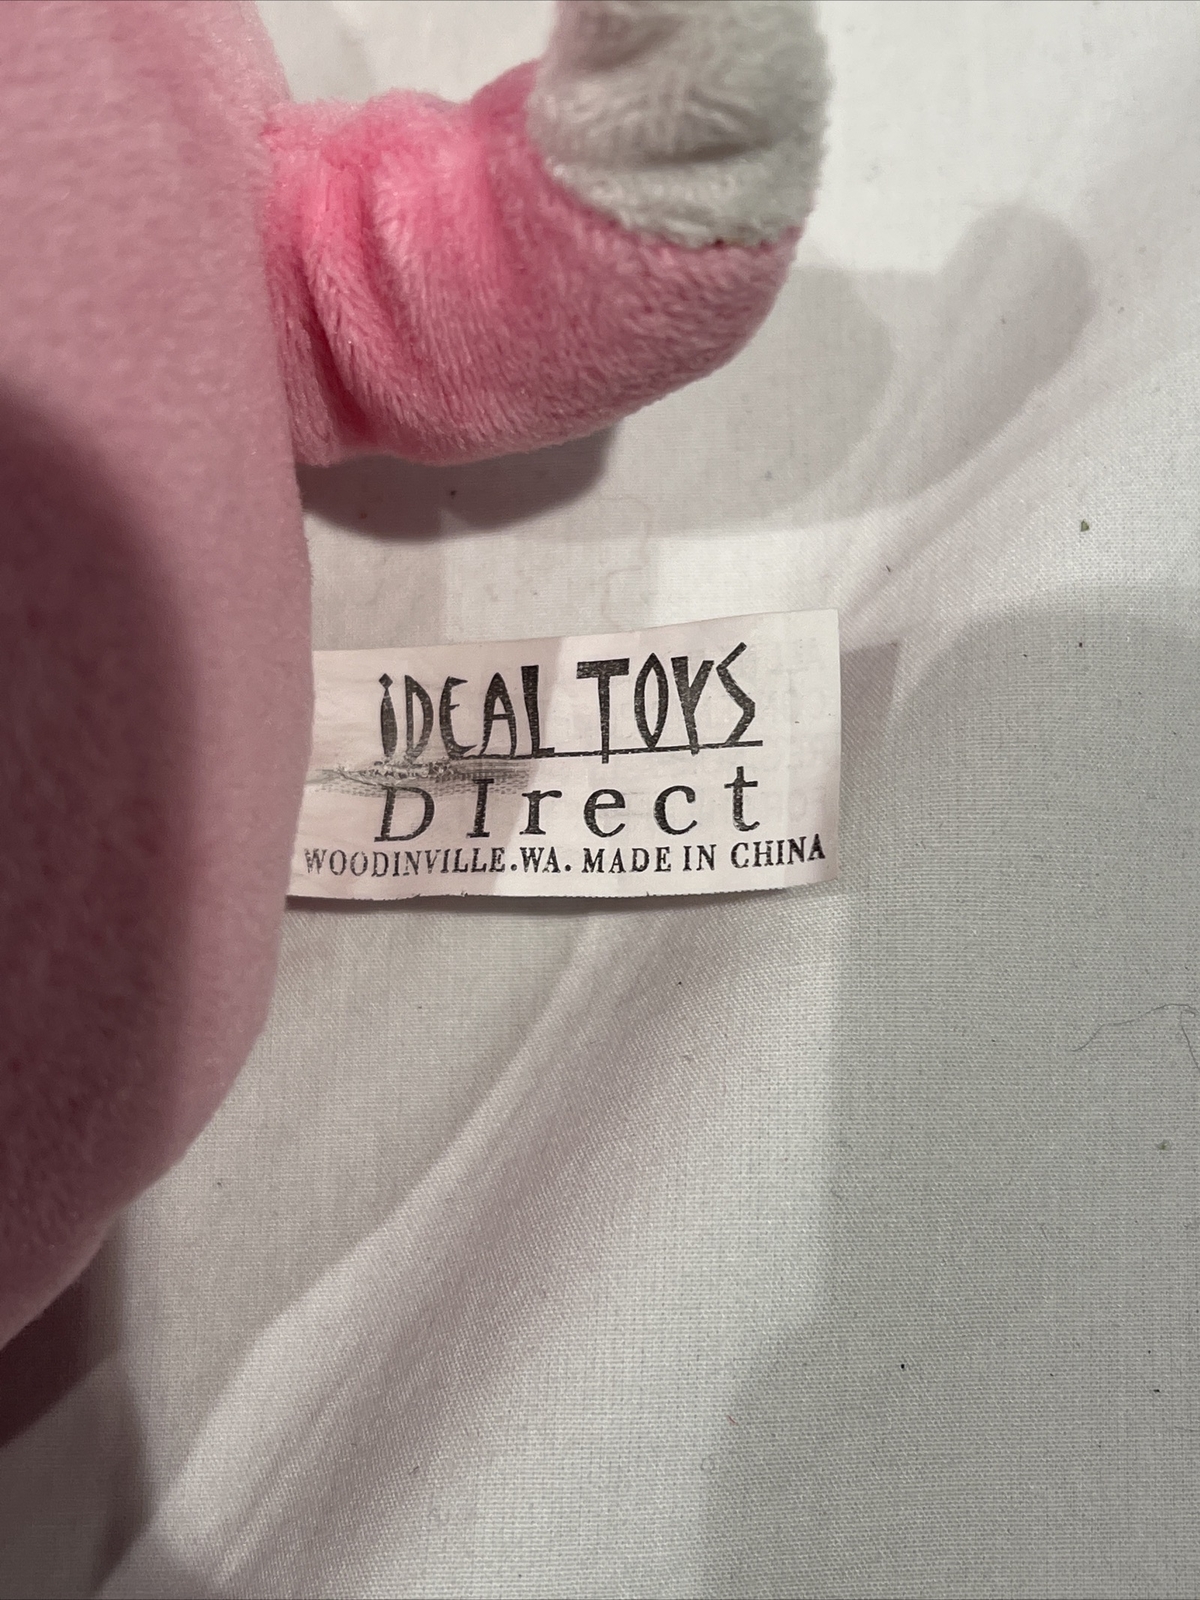 iDEAL TOYS
DIrect
WOODINVILLE.WA. MADE IN CHINA